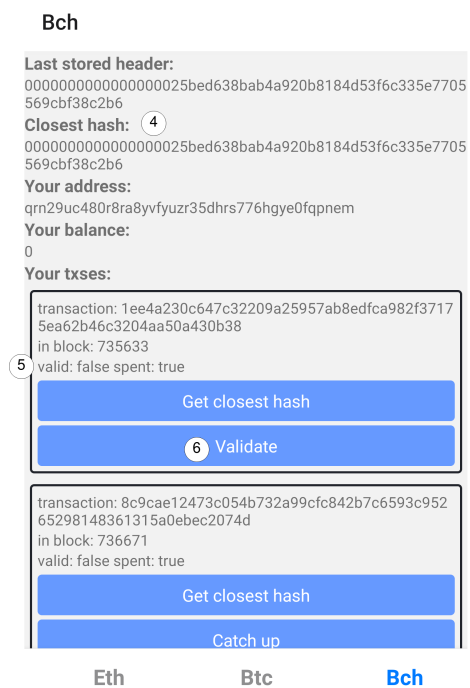 Bch
Last stored header:
0000000000000000025bed638bab4a920b8184d53f6c335e7705
569cbf38c2b6
Closest hash: 4
0000000000000000025bed638bab4a920b8184d53f6c335e7705
569cbf38c2b6
Your address:
qrn29uc480r8ra8yvfyuzr35dhrs776hgye0fqpnem
Your balance:
0
Your txses:
transaction: 1ee4a230c647c32209a25957ab8edfca982f3717
5ea62b46c3204aa50a430b38
in block: 735633
5 valid: false spent: true
Get closest hash
6 Validate
transaction: 8c9cae12473c054b732a99cfc842b7c6593c952
65298148361315a0ebec2074d
in block: 736671
valid: false spent: true
Get closest hash
Catch up
Eth Btc Bch